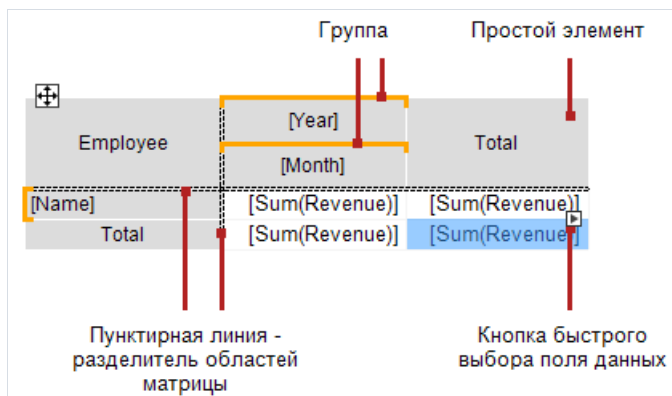 Группа
Простой элемент
[Year]
Employee
Total
[Month]
[Name]
[Sum(Revenue)]
[Sum(Revenue)]
Total
[Sum(Revenue)]
[Sum(Revenue)]
Пунктирная линия -
разделитель областей
матрицы
Кнопка быстрого
выбора поля данных